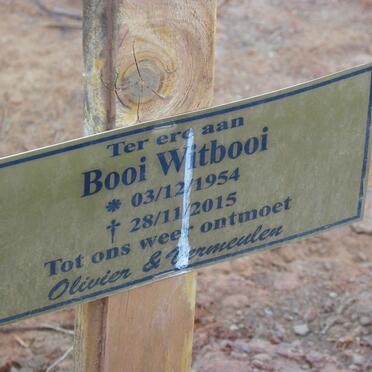 Ter ere aan
Booi Witbooi
* 03/12/1954
† 28/11/2015
Tot ons weer ontmoet
Olivier & Vermeulen